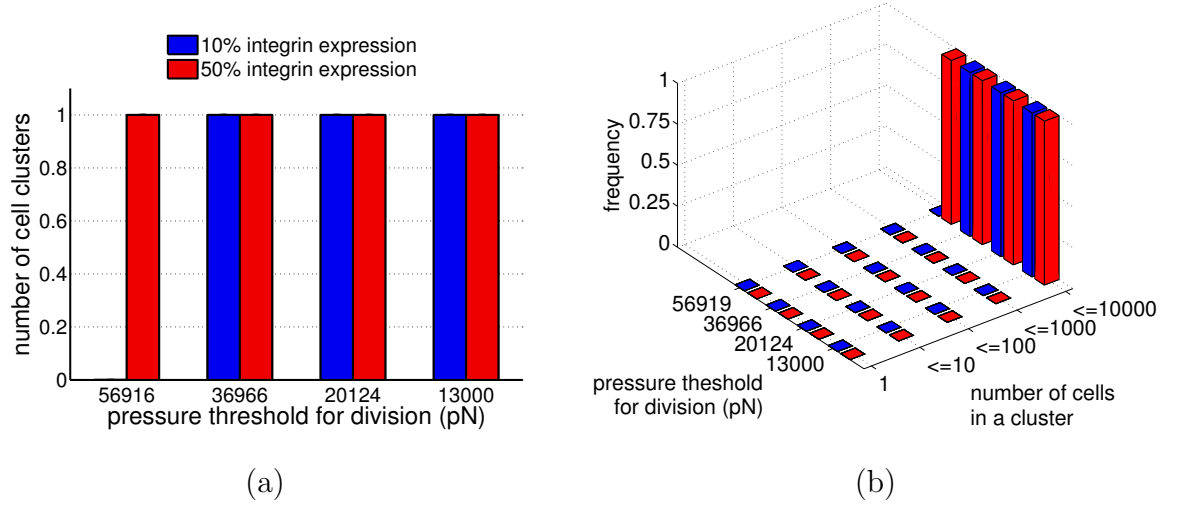 10% integrin expression
50% integrin expression
number of cell clusters
1
0.8
0.6
0.4
0.2
0
56916 36966 20124 13000
pressure threshold for division (pN)
(a)
frequency
1
0.75
0.5
0.25
0
56919
36966
20124
13000
pressure theshold
for division (pN)
1
<=10
<=100
<=1000
<=10000
number of cells
in a cluster
(b)